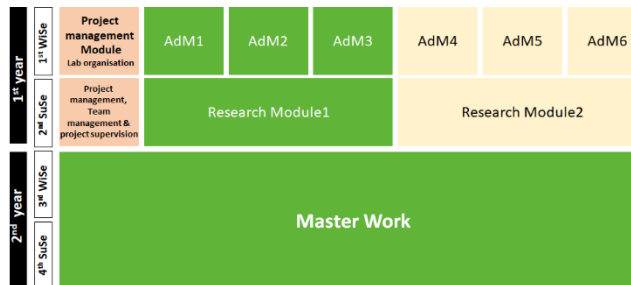 1st year
1st WiSe
Project
management
Module
Lab organisation
AdM1
AdM2
AdM3
AdM4
AdM5
AdM6
2nd SuSe
Project
management,
Team
management &
project supervision
Research Module1
Research Module2
2nd year
3rd WiSe
4th SuSe
Master Work